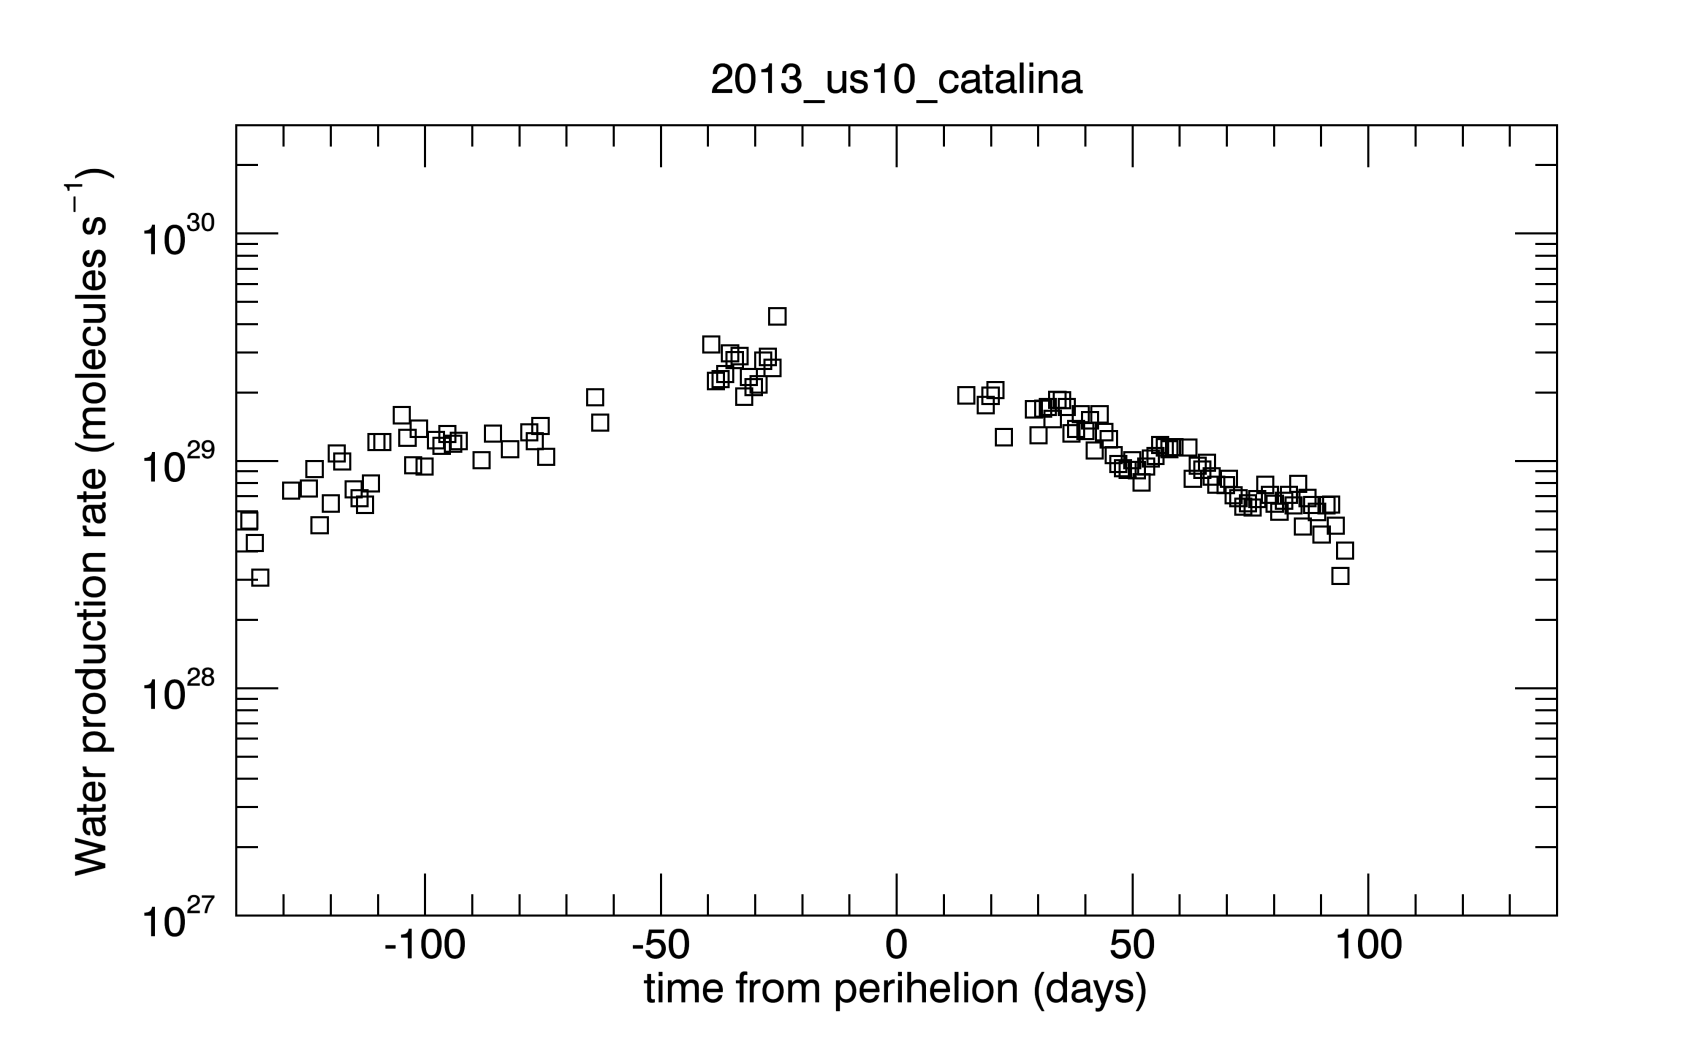 2013_us10_catalina
Water production rate (molecules s⁻¹)
10³⁰
10²⁹
10²⁸
10²⁷
-100 -50 0 50 100
time from perihelion (days)